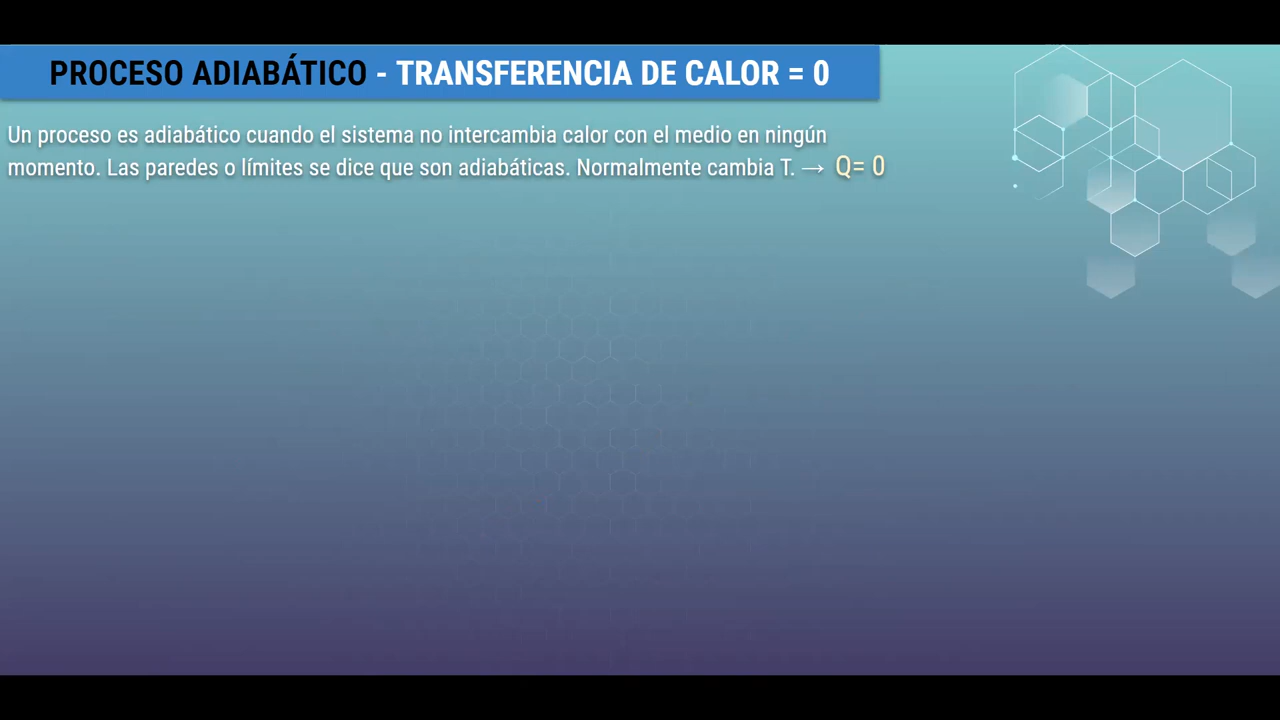 PROCESO ADIABÁTICO - TRANSFERENCIA DE CALOR = 0
Un proceso es adiabático cuando el sistema no intercambia calor con el medio en ningún
momento. Las paredes o límites se dice que son adiabáticas. Normalmente cambia T. → Q= 0